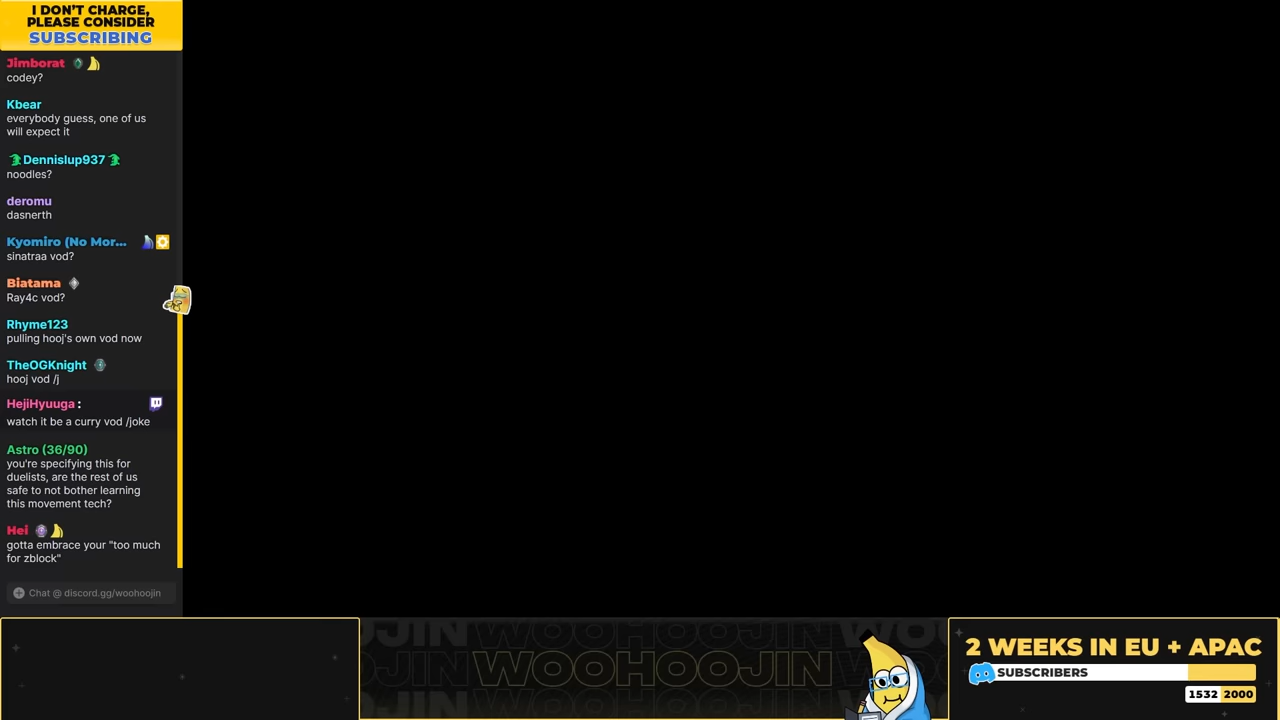 I DON'T CHARGE,
PLEASE CONSIDER
SUBSCRIBING
Jimborat
codey?
Kbear
everybody guess, one of us
will expect it
Dennislup937
noodles?
deromu
dasnerth
Kyomiro (No Mor...
sinatraa vod?
Biatama
Ray4c vod?
Rhyme123
pulling hooj's own vod now
TheOGKnight
hooj vod /j
HejiHyuuga :
watch it be a curry vod /joke
Astro (36/90)
you're specifying this for
duelists, are the rest of us
safe to not bother learning
this movement tech?
Hei
gotta embrace your "too much
for zblock"
Chat @ discord.gg/woohoojin
OJIN WOOHOOJIN WO
OJIN WOOHOOJIN
2 WEEKS IN EU + APAC
SUBSCRIBERS
1532 2000